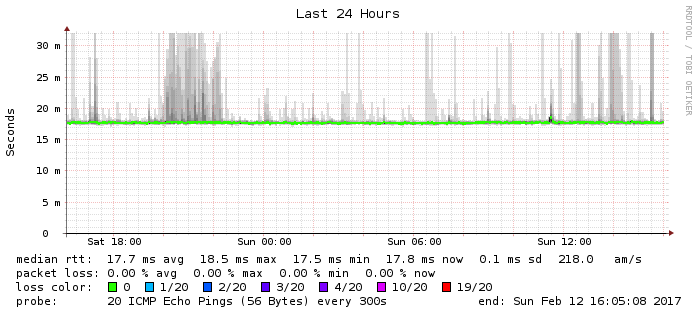 Last 24 Hours
RRDTOOL / TOBI OETIKER
Seconds
30 m
25 m
20 m
15 m
10 m
5 m
0
Sat 18:00 Sun 00:00 Sun 06:00 Sun 12:00
median rtt: 17.7 ms avg 18.5 ms max 17.5 ms min 17.8 ms now 0.1 ms sd 218.0 am/s
packet loss: 0.00 % avg 0.00 % max 0.00 % min 0.00 % now
loss color: 0 1/20 2/20 3/20 4/20 10/20 19/20
probe: 20 ICMP Echo Pings (56 Bytes) every 300s end: Sun Feb 12 16:05:08 2017